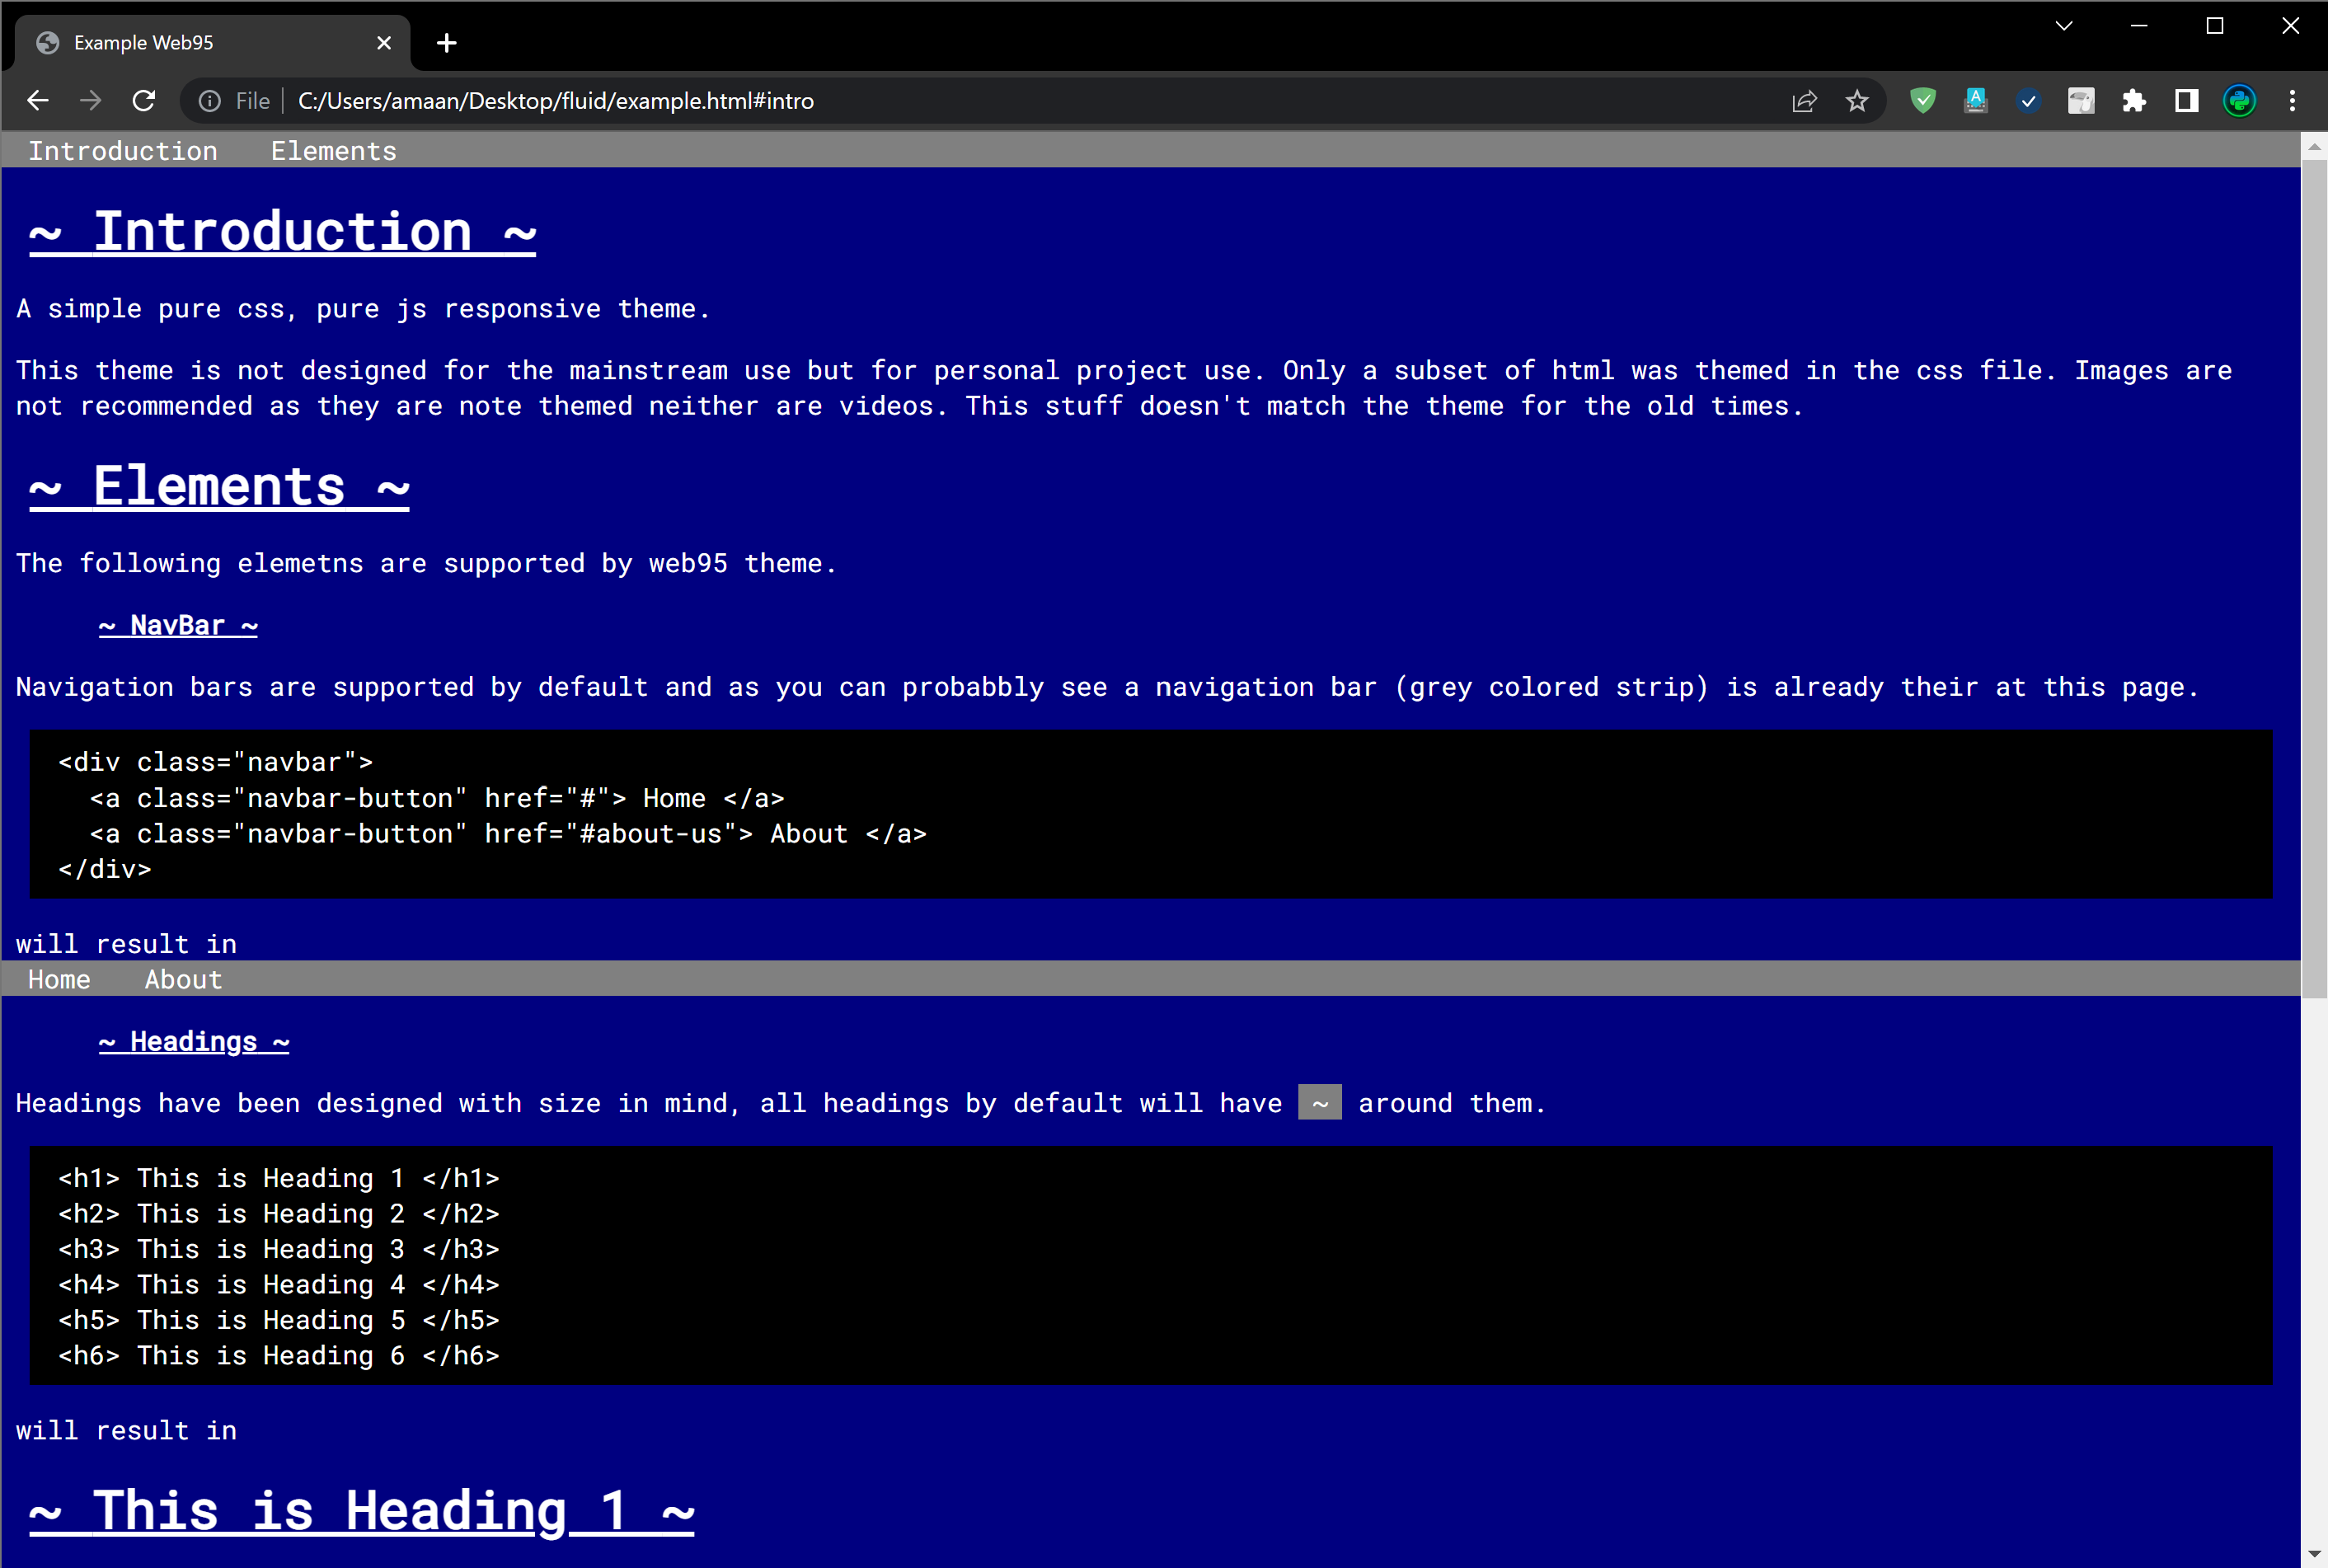 Example Web95
File
C:/Users/amaan/Desktop/fluid/example.html#intro
Introduction Elements
~ Introduction ~
A simple pure css, pure js responsive theme.
This theme is not designed for the mainstream use but for personal project use. Only a subset of html was themed in the css file. Images are
not recommended as they are note themed neither are videos. This stuff doesn't match the theme for the old times.
~ Elements ~
The following elemetns are supported by web95 theme.
~ NavBar ~
Navigation bars are supported by default and as you can probabbly see a navigation bar (grey colored strip) is already their at this page.
<div class="navbar">
  <a class="navbar-button" href="#"> Home </a>
  <a class="navbar-button" href="#about-us"> About </a>
</div>
will result in
Home About
~ Headings ~
Headings have been designed with size in mind, all headings by default will have ~ around them.
<h1> This is Heading 1 </h1>
<h2> This is Heading 2 </h2>
<h3> This is Heading 3 </h3>
<h4> This is Heading 4 </h4>
<h5> This is Heading 5 </h5>
<h6> This is Heading 6 </h6>
will result in
~ This is Heading 1 ~